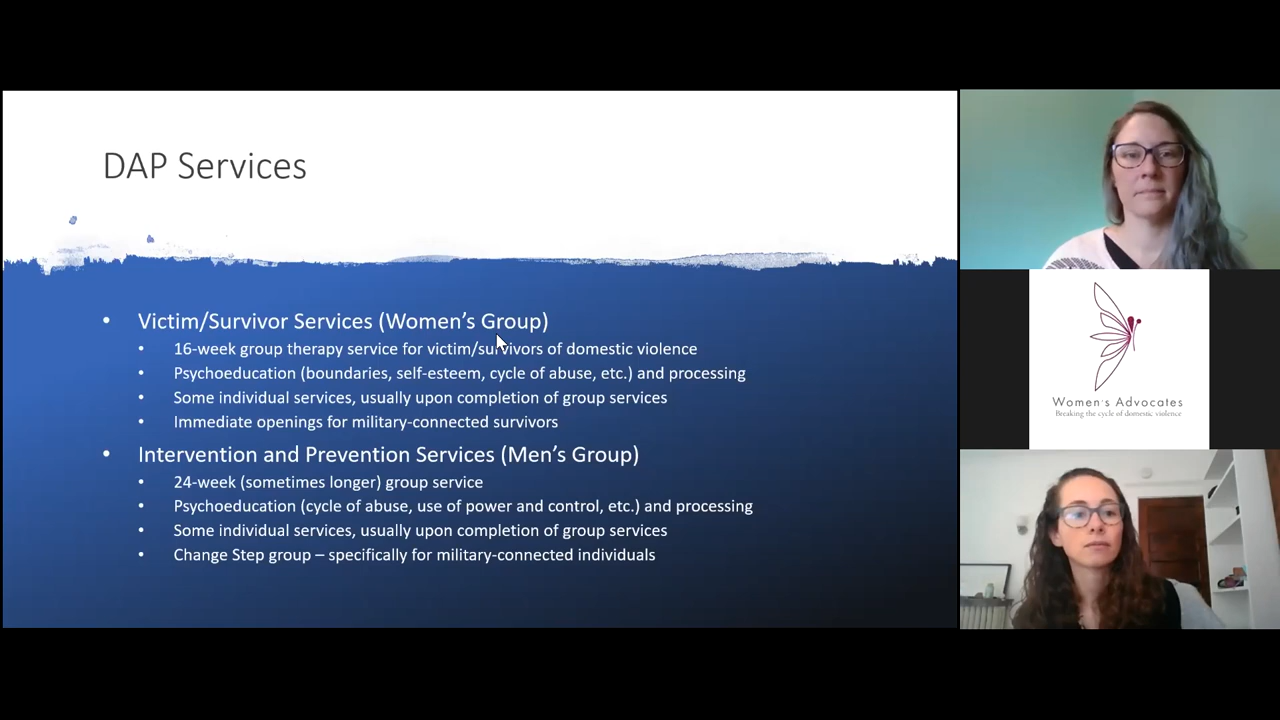 DAP Services
• Victim/Survivor Services (Women's Group)
• 16-week group therapy service for victim/survivors of domestic violence
• Psychoeducation (boundaries, self-esteem, cycle of abuse, etc.) and processing
• Some individual services, usually upon completion of group services
• Immediate openings for military-connected survivors
• Intervention and Prevention Services (Men's Group)
• 24-week (sometimes longer) group service
• Psychoeducation (cycle of abuse, use of power and control, etc.) and processing
• Some individual services, usually upon completion of group services
• Change Step group – specifically for military-connected individuals
Women's Advocates
Breaking the cycle of domestic violence